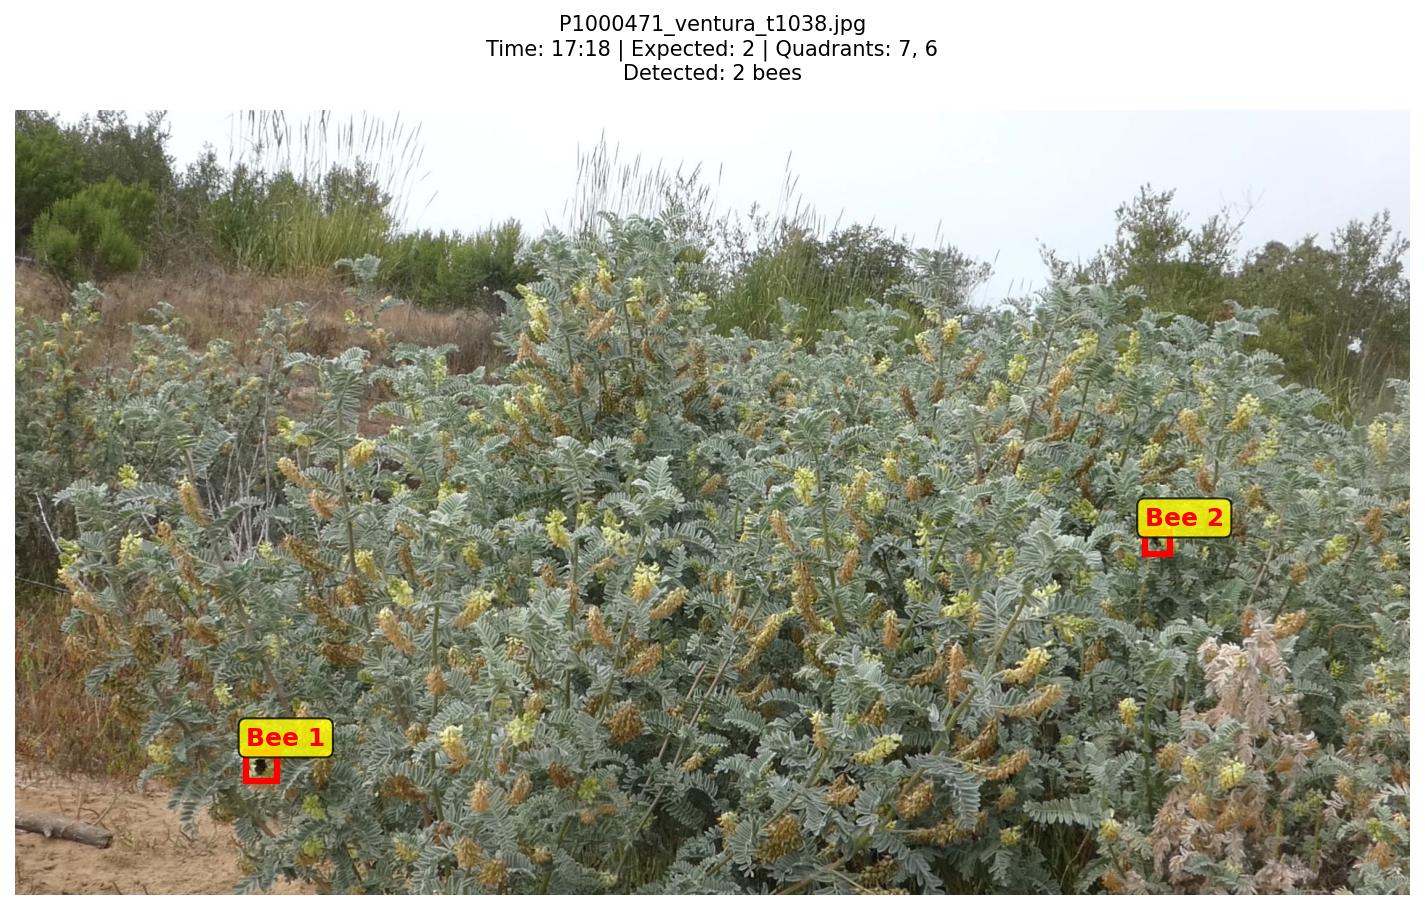 P1000471_ventura_t1038.jpg
Time: 17:18 | Expected: 2 | Quadrants: 7, 6
Detected: 2 bees
Bee 2
Bee 1